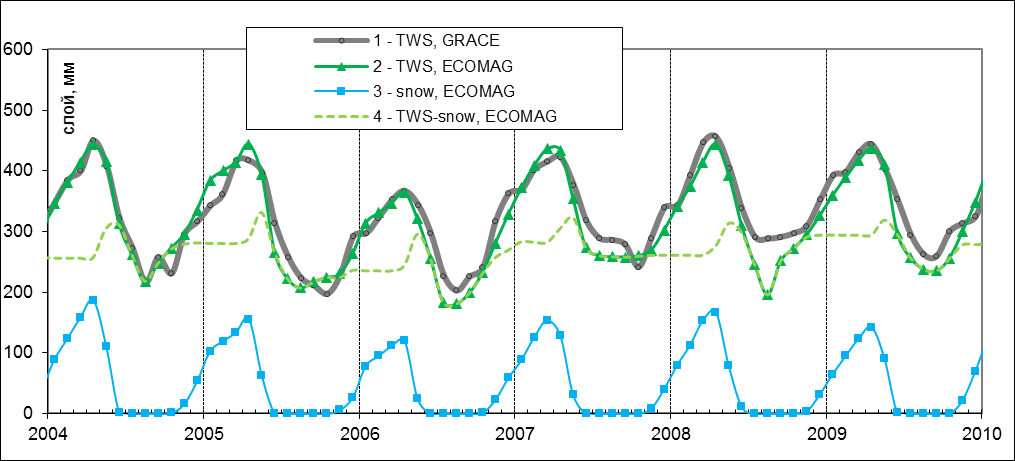 1 - TWS, GRACE
2 - TWS, ECOMAG
3 - snow, ECOMAG
4 - TWS-snow, ECOMAG
слой, мм
600
500
400
300
200
100
0
2004 2005 2006 2007 2008 2009 2010